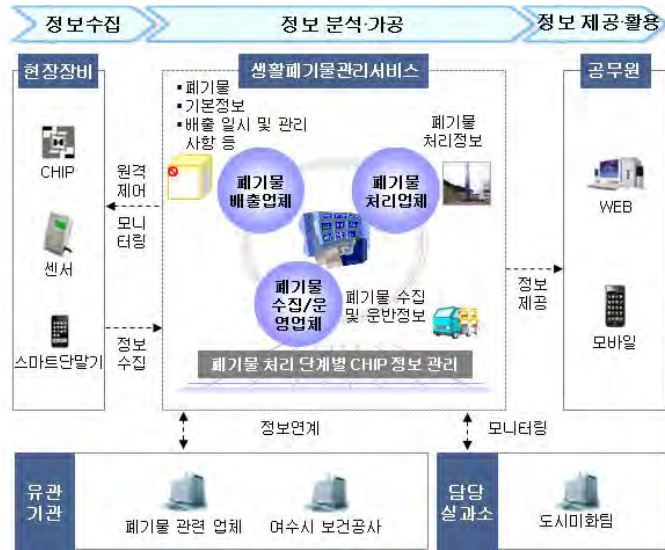 정보수집
정보 분석·가공
정보 제공·활용
현장장비
CHIP
센서
스마트단말기
원격
제어
모니
터링
정보
수집
생활폐기물관리서비스
▪ 폐기물
▪ 기본정보
▪ 배출 일시 및 관리
사항 등
폐기물
배출업체
폐기물
처리업체
폐기물
처리정보
폐기물
수집/운
영업체
폐기물 수집
및 운반정보
폐기물 처리 단계별 CHIP 정보 관리
정보
제공
공무원
WEB
모바일
정보연계
모니터링
유관
기관
폐기물 관련 업체
여수시 보건공사
담당
실과소
도시미화팀